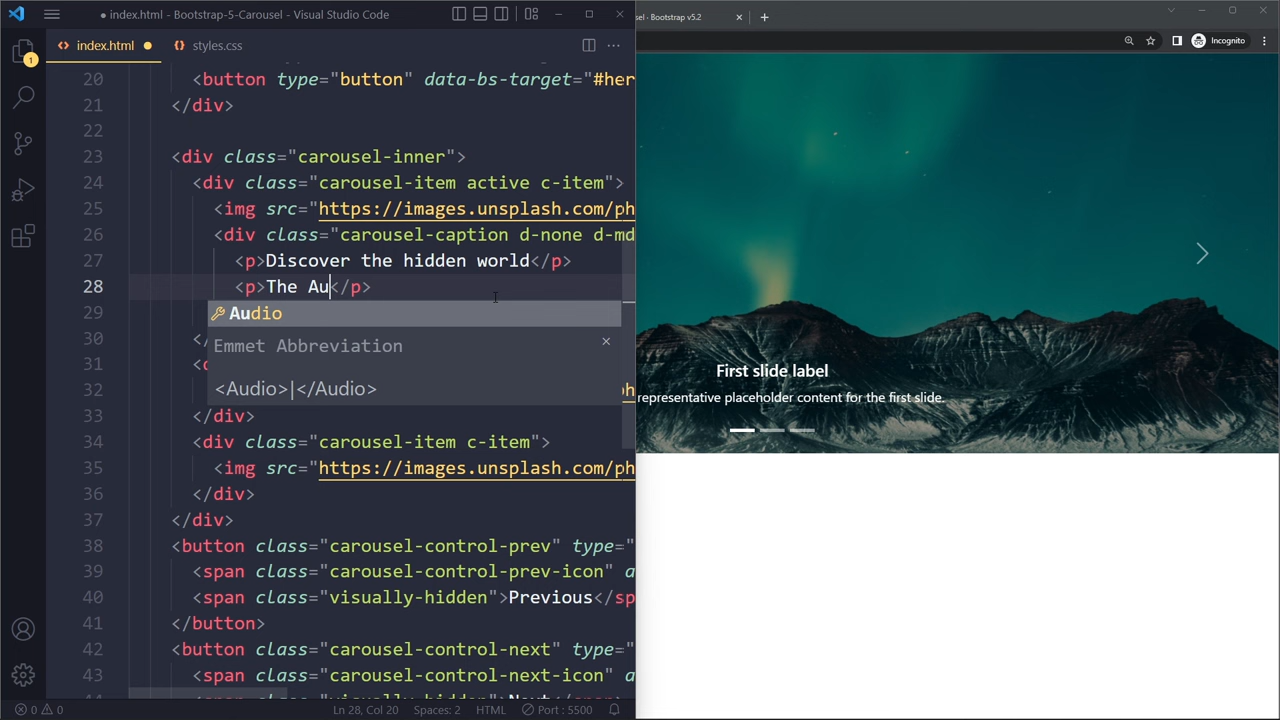 ● index.html - Bootstrap-5-Carousel - Visual Studio Code
index.html ●
styles.css
1
20 <button type="button" data-bs-target="#her
21 </div>
22
23 <div class="carousel-inner">
24 <div class="carousel-item active c-item">
25 <img src="https://images.unsplash.com/ph
26 <div class="carousel-caption d-none d-md
27 <p>Discover the hidden world</p>
28 <p>The Au</p>
29
Audio
Emmet Abbreviation
<Audio>|</Audio>
30 </
31 <
32 ph
33 </div>
34 <div class="carousel-item c-item">
35 <img src="https://images.unsplash.com/ph
36 </div>
37 </div>
38 <button class="carousel-control-prev" type="
39 <span class="carousel-control-prev-icon" a
40 <span class="visually-hidden">Previous</sp
41 </button>
42 <button class="carousel-control-next" type="
43 <span class="carousel-control-next-icon" a
0 0
Ln 28, Col 20
Spaces: 2
HTML
Port : 5500
sel · Bootstrap v5.2
Incognito
First slide label
representative placeholder content for the first slide.